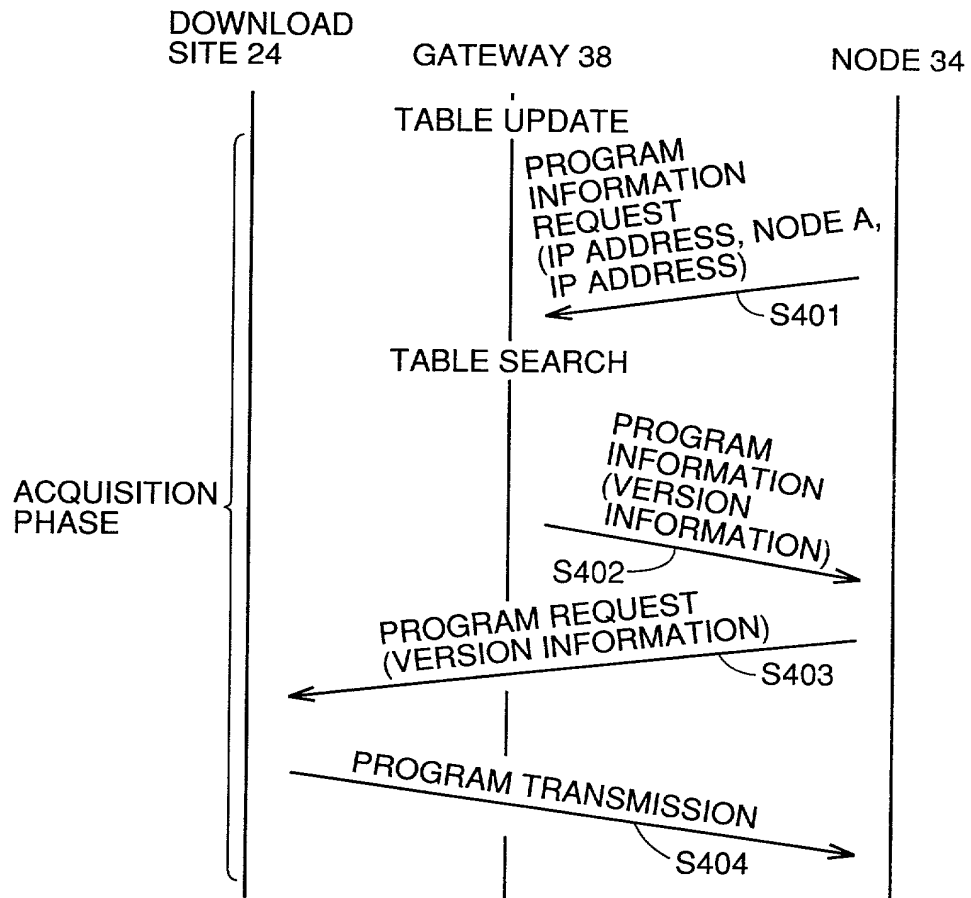 DOWNLOAD
SITE 24
GATEWAY 38
NODE 34
TABLE UPDATE
PROGRAM
INFORMATION
REQUEST
(IP ADDRESS, NODE A,
IP ADDRESS)
S401
TABLE SEARCH
PROGRAM
INFORMATION
(VERSION
INFORMATION)
S402
ACQUISITION
PHASE
PROGRAM REQUEST
(VERSION INFORMATION)
S403
PROGRAM TRANSMISSION
S404